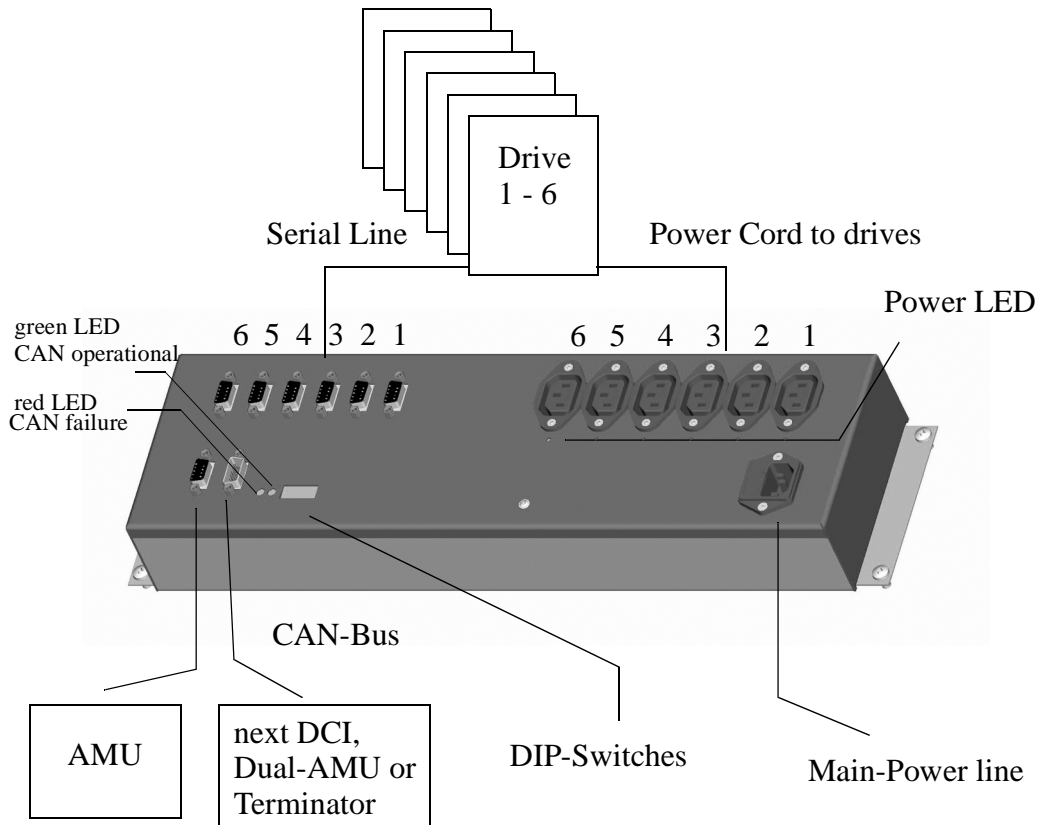 Drive
1 - 6
Serial Line
Power Cord to drives
Power LED
green LED
CAN operational
6 5 4 3 2 1
6 5 4 3 2 1
red LED
CAN failure
CAN-Bus
AMU
next DCI,
Dual-AMU or
Terminator
DIP-Switches
Main-Power line